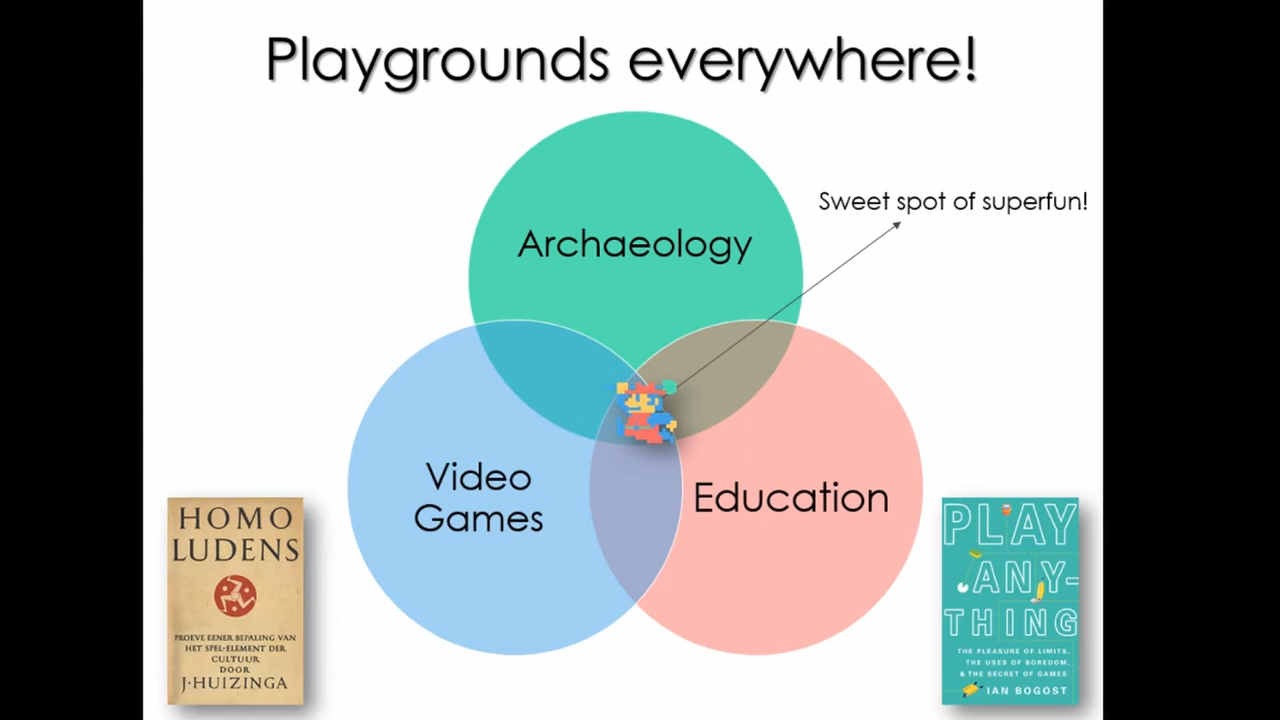 Playgrounds everywhere!
Sweet spot of superfun!
Archaeology
Video
Games
Education
HOMO
LUDENS
PROEVE EENER BEPALING VAN
HET SPEL-ELEMENT DER
CULTUUR
DOOR
J·HUIZINGA
PLAY
ANY-
THING
THE PLEASURE OF LIMITS,
THE USES OF BOREDOM,
& THE SECRET OF GAMES
IAN BOGOST